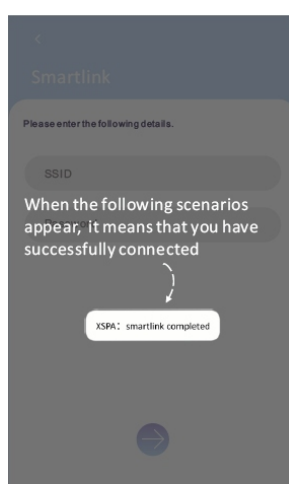 Smartlink
Please enter the following details.
SSID
When the following scenarios
appear, it means that you have
successfully connected
XSPA： smartlink completed